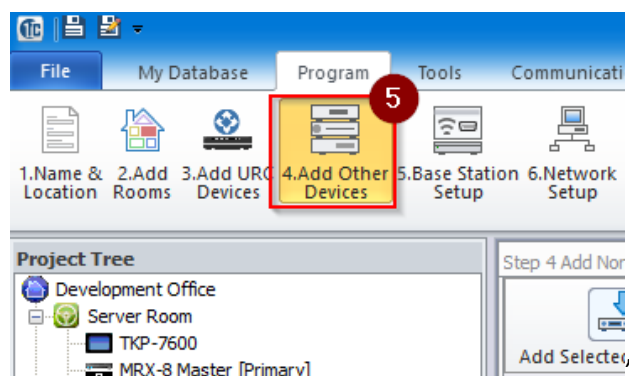 File My Database Program Tools Communicati
5
1.Name & Location
2.Add Rooms
3.Add URC Devices
4.Add Other Devices
5.Base Station Setup
6.Network Setup
Project Tree
Step 4 Add Nor
Development Office
Server Room
TKP-7600
MRX-8 Master [Primary]
Add Selected